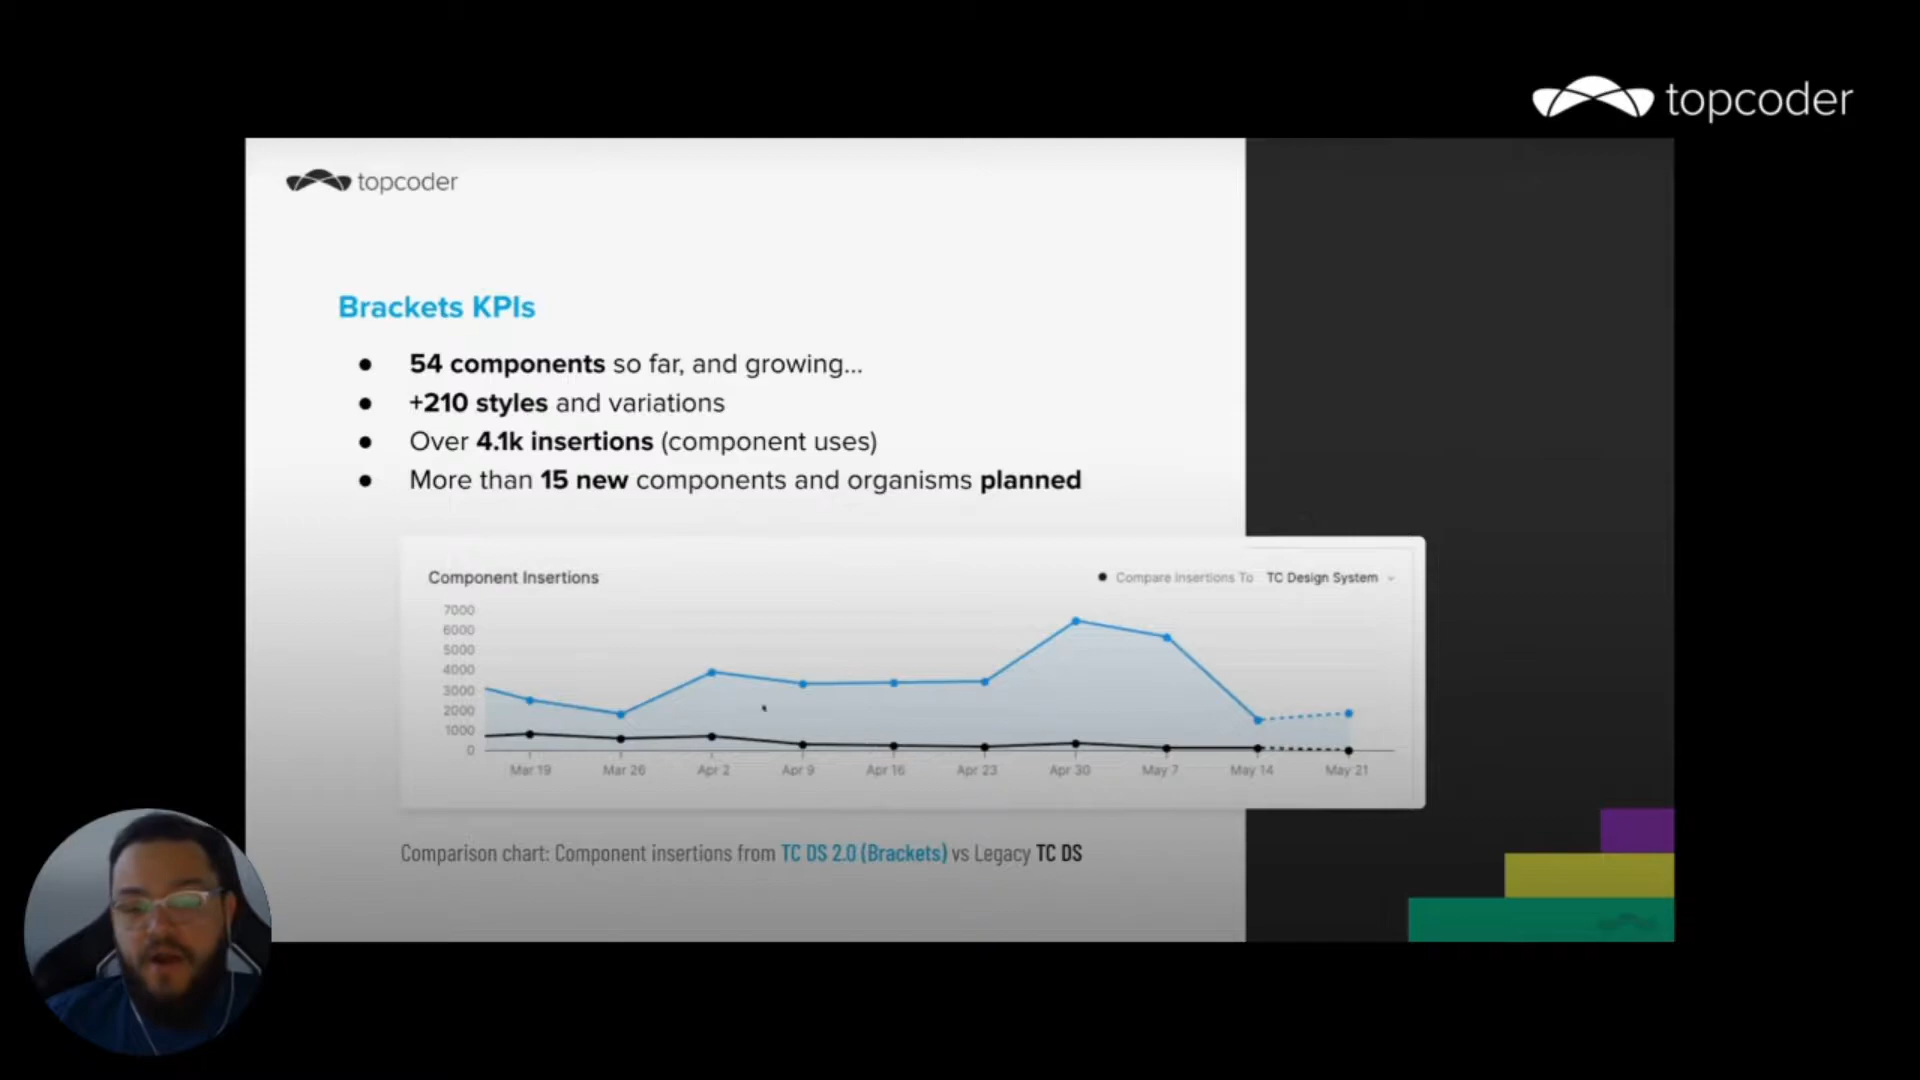 topcoder
topcoder
Brackets KPIs
● 54 components so far, and growing...
● +210 styles and variations
● Over 4.1k insertions (component uses)
● More than 15 new components and organisms planned
Component Insertions
● Compare Insertions To TC Design System
7000
6000
5000
4000
3000
2000
1000
0
Mar 19 Mar 26 Apr 2 Apr 9 Apr 16 Apr 23 Apr 30 May 7 May 14 May 21
Comparison chart: Component insertions from TC DS 2.0 (Brackets) vs Legacy TC DS